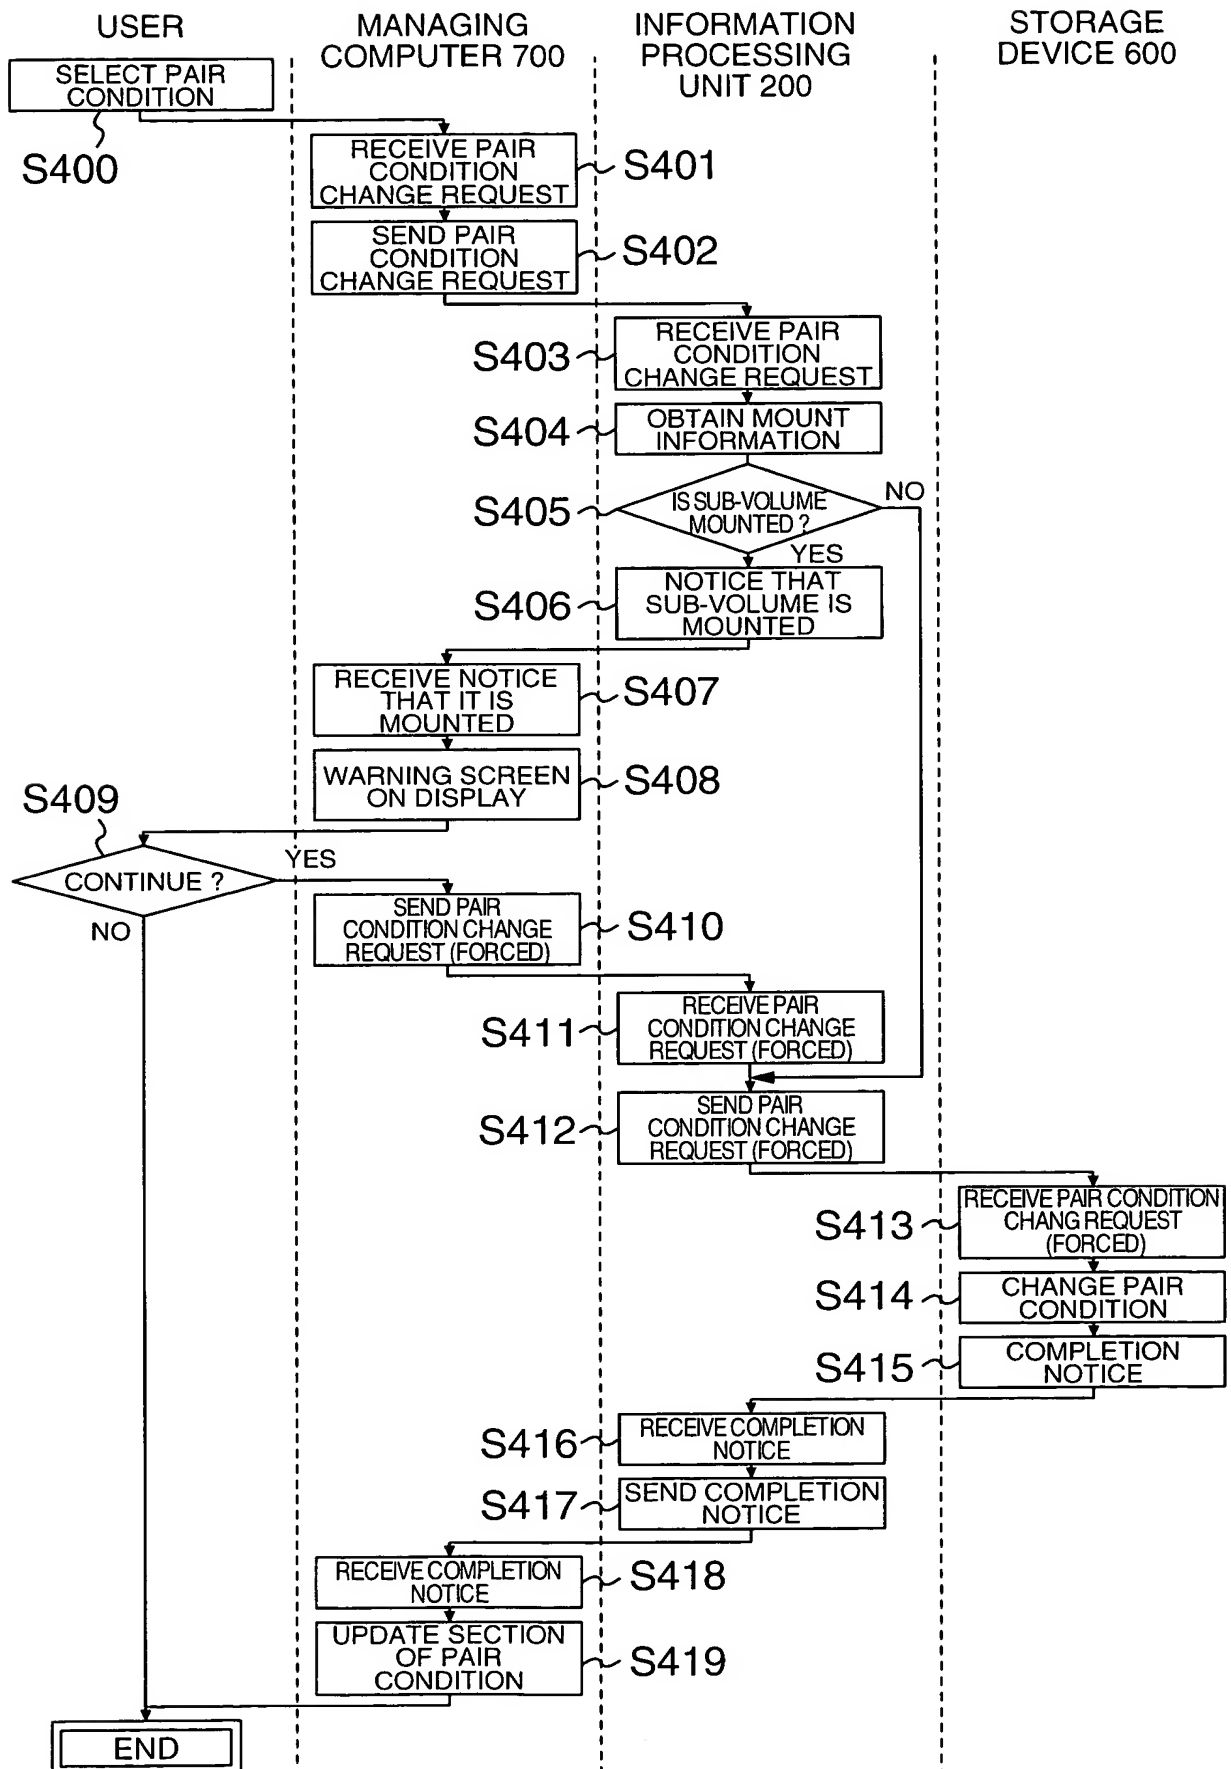 USER
MANAGING
COMPUTER 700
INFORMATION
PROCESSING
UNIT 200
STORAGE
DEVICE 600
SELECT PAIR
CONDITION
S400
RECEIVE PAIR
CONDITION
CHANGE REQUEST
S401
SEND PAIR
CONDITION
CHANGE REQUEST
S402
S403
RECEIVE PAIR
CONDITION
CHANGE REQUEST
S404
OBTAIN MOUNT
INFORMATION
S405
IS SUB-VOLUME
MOUNTED ?
NO
YES
S406
NOTICE THAT
SUB-VOLUME IS
MOUNTED
RECEIVE NOTICE
THAT IT IS
MOUNTED
S407
WARNING SCREEN
ON DISPLAY
S408
S409
CONTINUE ?
YES
NO
SEND PAIR
CONDITION CHANGE
REQUEST (FORCED)
S410
S411
RECEIVE PAIR
CONDITION CHANGE
REQUEST (FORCED)
S412
SEND PAIR
CONDITION CHANGE
REQUEST (FORCED)
S413
RECEIVE PAIR CONDITION
CHANG REQUEST
(FORCED)
S414
CHANGE PAIR
CONDITION
S415
COMPLETION
NOTICE
S416
RECEIVE COMPLETION
NOTICE
S417
SEND COMPLETION
NOTICE
RECEIVE COMPLETION
NOTICE
S418
UPDATE SECTION
OF PAIR
CONDITION
S419
END